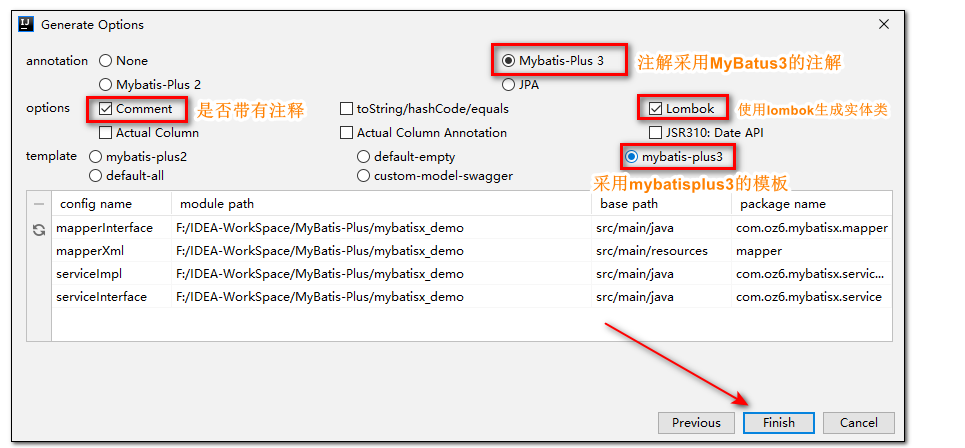 Generate Options
annotation None Mybatis-Plus 3 注解采用MyBatus3的注解
Mybatis-Plus 2 JPA
options Comment 是否带有注释 toString/hashCode/equals Lombok 使用lombok生成实体类
Actual Column Actual Column Annotation JSR310: Date API
template mybatis-plus2 default-empty mybatis-plus3
default-all custom-model-swagger
采用mybatisplus3的模板
config name module path base path package name
mapperInterface F:/IDEA-WorkSpace/MyBatis-Plus/mybatisx_demo src/main/java com.oz6.mybatisx.mapper
mapperXml F:/IDEA-WorkSpace/MyBatis-Plus/mybatisx_demo src/main/resources mapper
serviceImpl F:/IDEA-WorkSpace/MyBatis-Plus/mybatisx_demo src/main/java com.oz6.mybatisx.servic...
serviceInterface F:/IDEA-WorkSpace/MyBatis-Plus/mybatisx_demo src/main/java com.oz6.mybatisx.service
Previous Finish Cancel